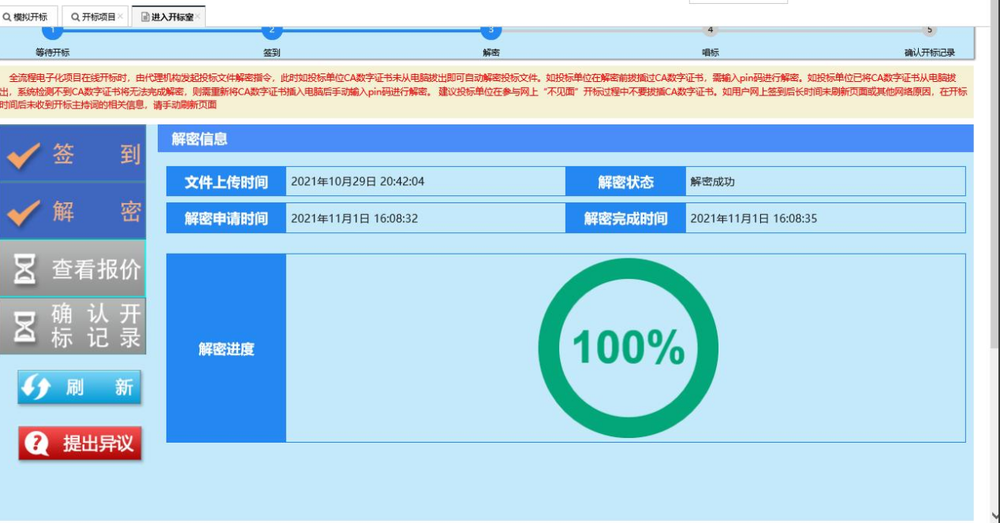 模拟开标 开标项目 进入开标室
1 2 3 4 5
等待开标 签到 解密 唱标 确认开标记录
全流程电子化项目在线开标时，由代理机构发起投标文件解密指令，此时如投标单位CA数字证书未从电脑拔出即可自动解密投标文件。如投标单位在解密前拔插过CA数字证书，需输入pin码进行解密。如投标单位已将CA数字证书从电脑拔
出，系统检测不到CA数字证书将无法完成解密，则需重新将CA数字证书插入电脑后手动输入pin码进行解密。 建议投标单位在参与网上“不见面”开标过程中不要拔插CA数字证书。如用户网上签到后长时间未刷新页面或其他网络原因，在开标
时间后未收到开标主持词的相关信息，请手动刷新页面
签 到
解 密
查看报价
确 认 开
标 记 录
刷 新
提出异议
解密信息
文件上传时间 2021年10月29日 20:42:04 解密状态 解密成功
解密申请时间 2021年11月1日 16:08:32 解密完成时间 2021年11月1日 16:08:35
解密进度 100%